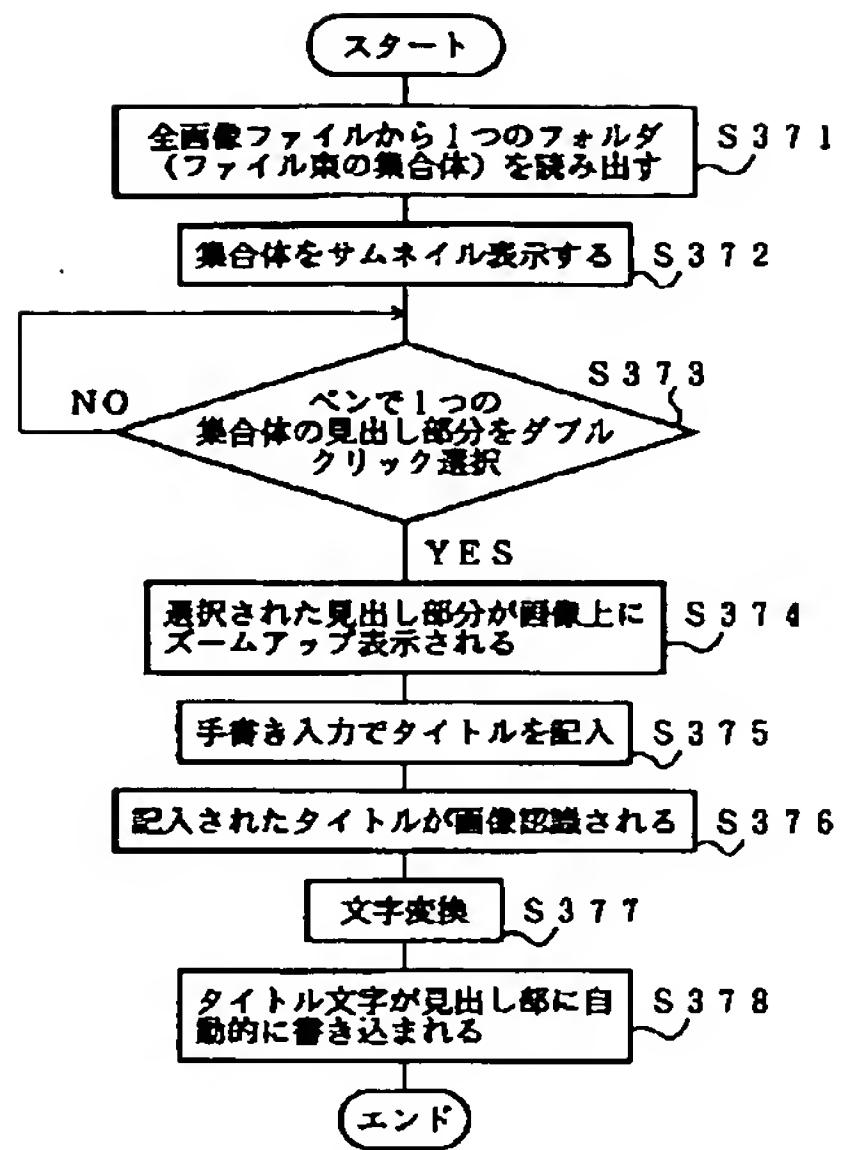 スタート
全画像ファイルから1つのフォルダ
(ファイル束の集合体)を読み出す
S371
集合体をサムネイル表示する
S372
S373
NO
ペンで1つの
集合体の見出し部分をダブル
クリック選択
YES
選択された見出し部分が画像上に
ズームアップ表示される
S374
手書き入力でタイトルを記入
S375
記入されたタイトルが画像認識される
S376
文字変換
S377
タイトル文字が見出し部に自
動的に書き込まれる
S378
エンド